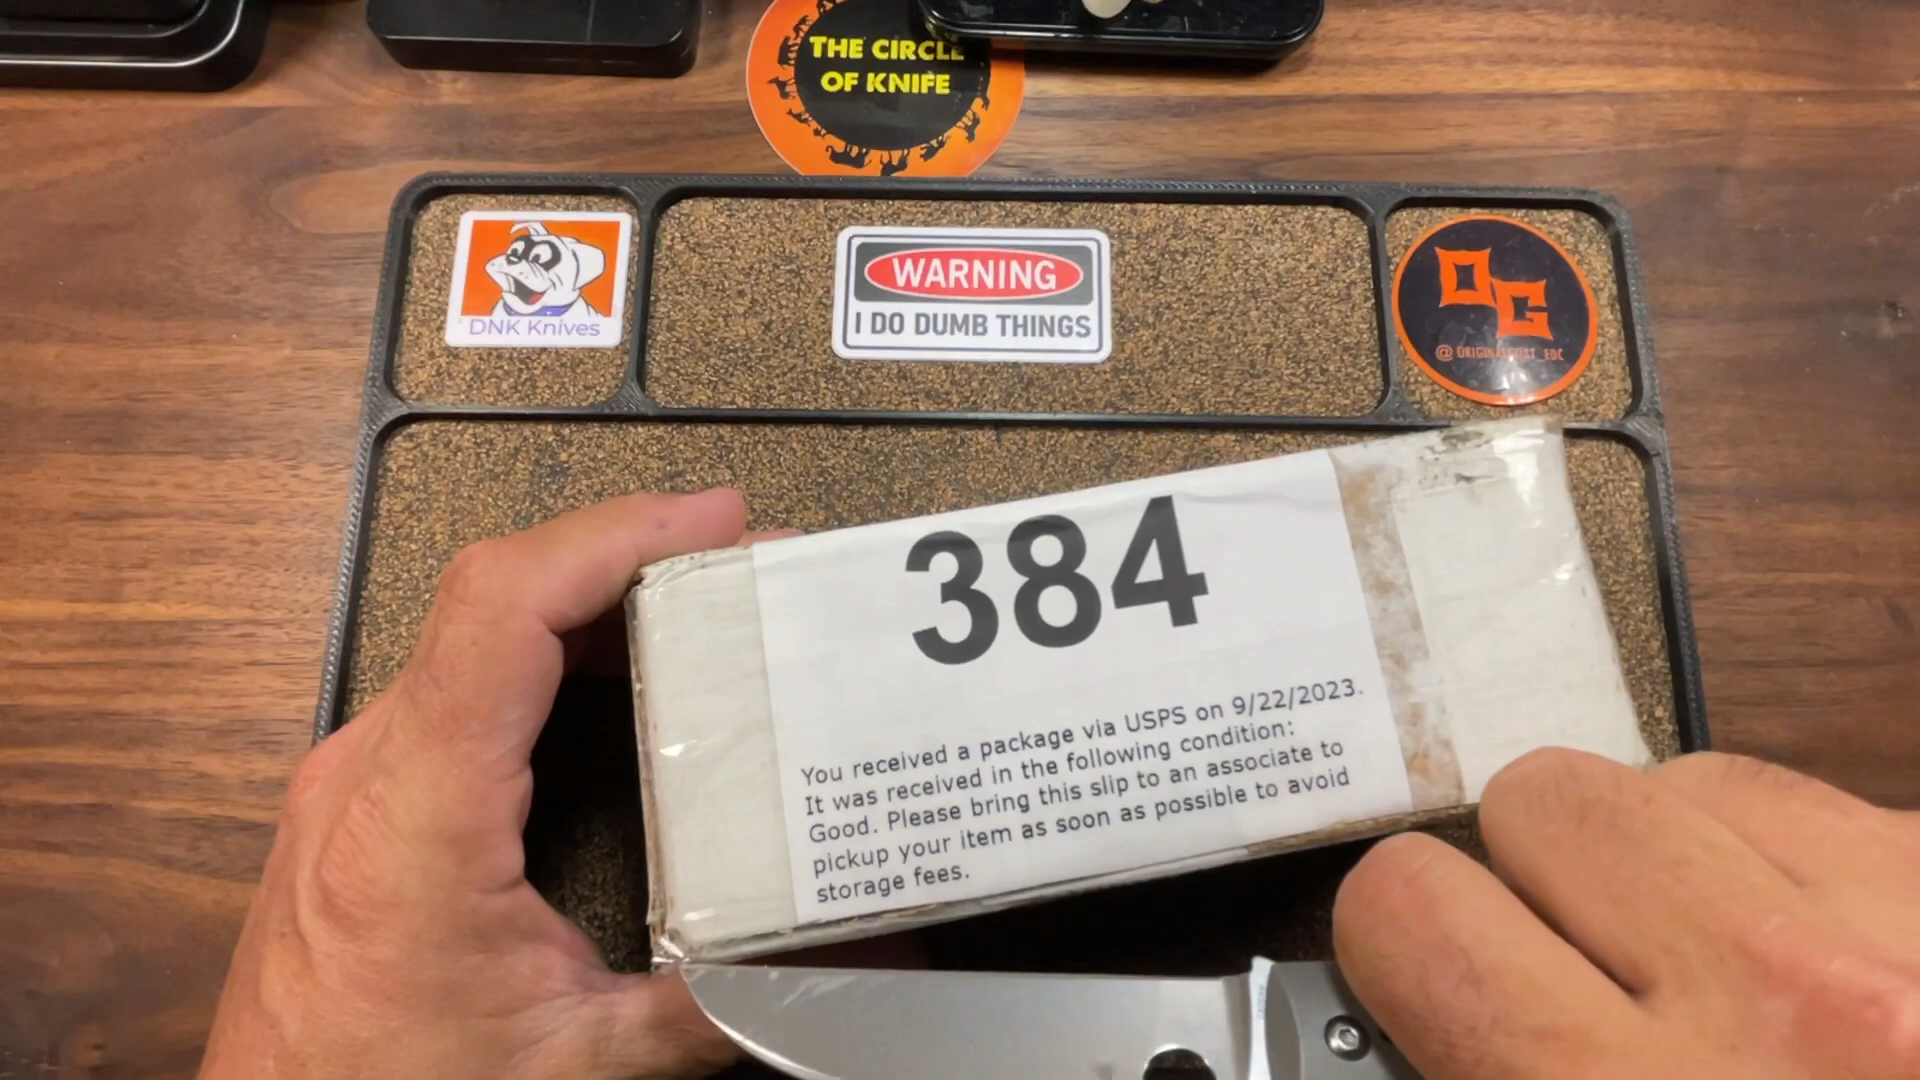 THE CIRCLE
OF KNIFE
DNK Knives
WARNING
I DO DUMB THINGS
OG
384
You received a package via USPS on 9/22/2023.
It was received in the following condition:
Good. Please bring this slip to an associate to
pickup your item as soon as possible to avoid
storage fees.